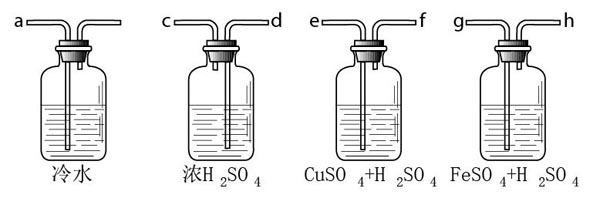 a c d e f g h
冷水 浓H2SO4 CuSO4+H2SO4 FeSO4+H2SO4